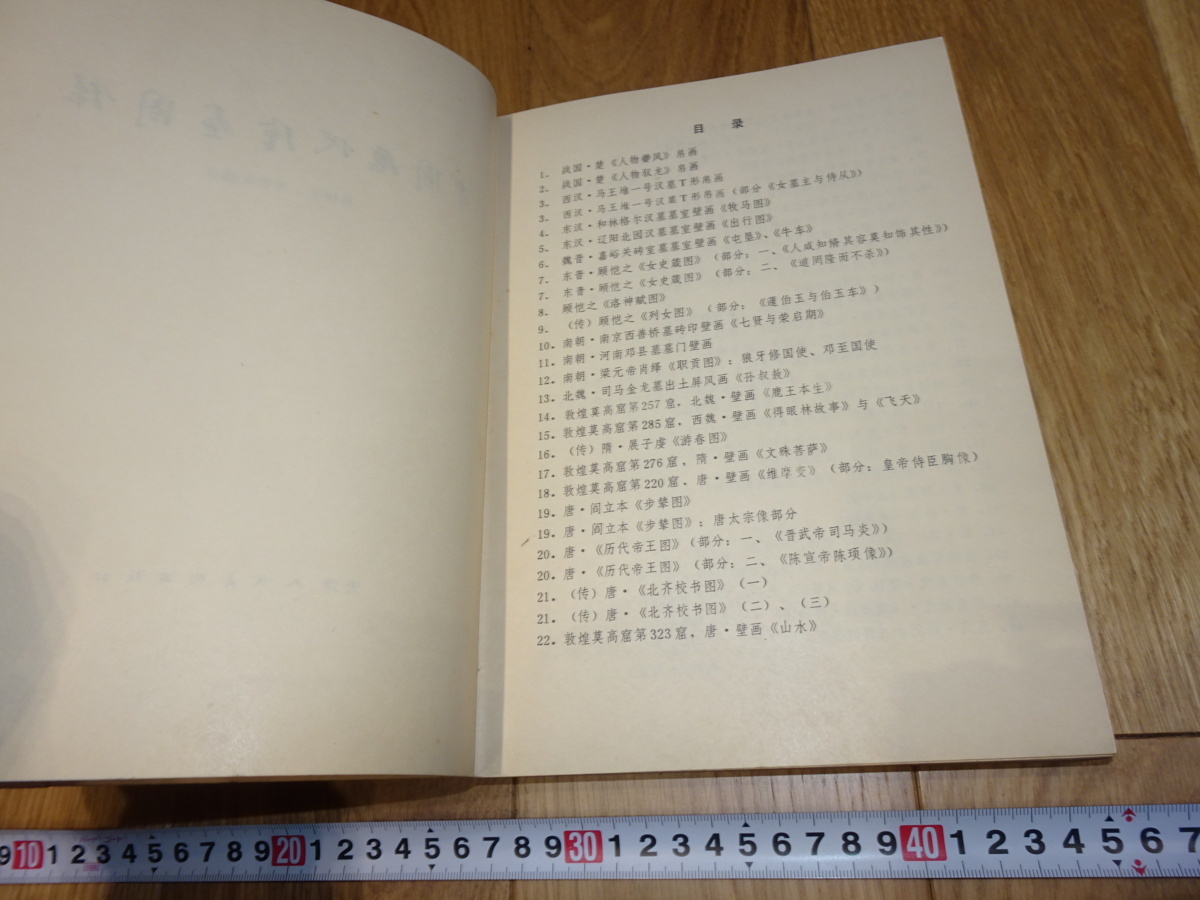 目 录
1. 战国·楚《人物夔凤》帛画
2. 战国·楚《人物驭龙》帛画
3. 西汉·马王堆一号汉墓T形帛画
3. 西汉·马王堆一号汉墓T形帛画(部分《女墓主与侍从》)
4. 东汉·和林格尔汉墓墓室壁画《牧马图》
5. 东汉·辽阳北园汉墓墓室壁画《出行图》
6. 魏晋·嘉峪关砖室墓墓室壁画《屯垦》、《牛车》
7. 东晋·顾恺之《女史箴图》(部分:一、《人咸知修其容莫知饰其性》)
7. 东晋·顾恺之《女史箴图》(部分:二、《道罔隆而不杀》)
8. 顾恺之《洛神赋图》
9. (传)顾恺之《列女图》(部分:《蘧伯玉与伯玉车》)
10. 南朝·南京西善桥墓砖印壁画《七贤与荣启期》
11. 南朝·河南邓县墓墓门壁画
12. 南朝·梁元帝肖绎《职贡图》:狼牙修国使、邓至国使
13. 北魏·司马金龙墓出土屏风画《孙叔敖》
14. 敦煌莫高窟第257窟,北魏·壁画《鹿王本生》
15. 敦煌莫高窟第285窟,西魏·壁画《得眼林故事》与《飞天》
16. (传)隋·展子虔《游春图》
17. 敦煌莫高窟第276窟,隋·壁画《文殊菩萨》
18. 敦煌莫高窟第220窟,唐·壁画《维摩变》(部分:皇帝侍臣胸像)
19. 唐·阎立本《步辇图》
19. 唐·阎立本《步辇图》:唐太宗像部分
20. 唐·《历代帝王图》(部分:一、《晋武帝司马炎》)
20. 唐·《历代帝王图》(部分:二、《陈宣帝陈顼像》)
21. (传)唐·《北齐校书图》(一)
21. (传)唐·《北齐校书图》(二)、(三)
22. 敦煌莫高窟第323窟,唐·壁画《山水》
9 10 1 2 3 4 5 6 7 8 9 20 1 2 3 4 5 6 7 8 9 30 1 2 3 4 5 6 7 8 9 40 1 2 3 4 5 6 7